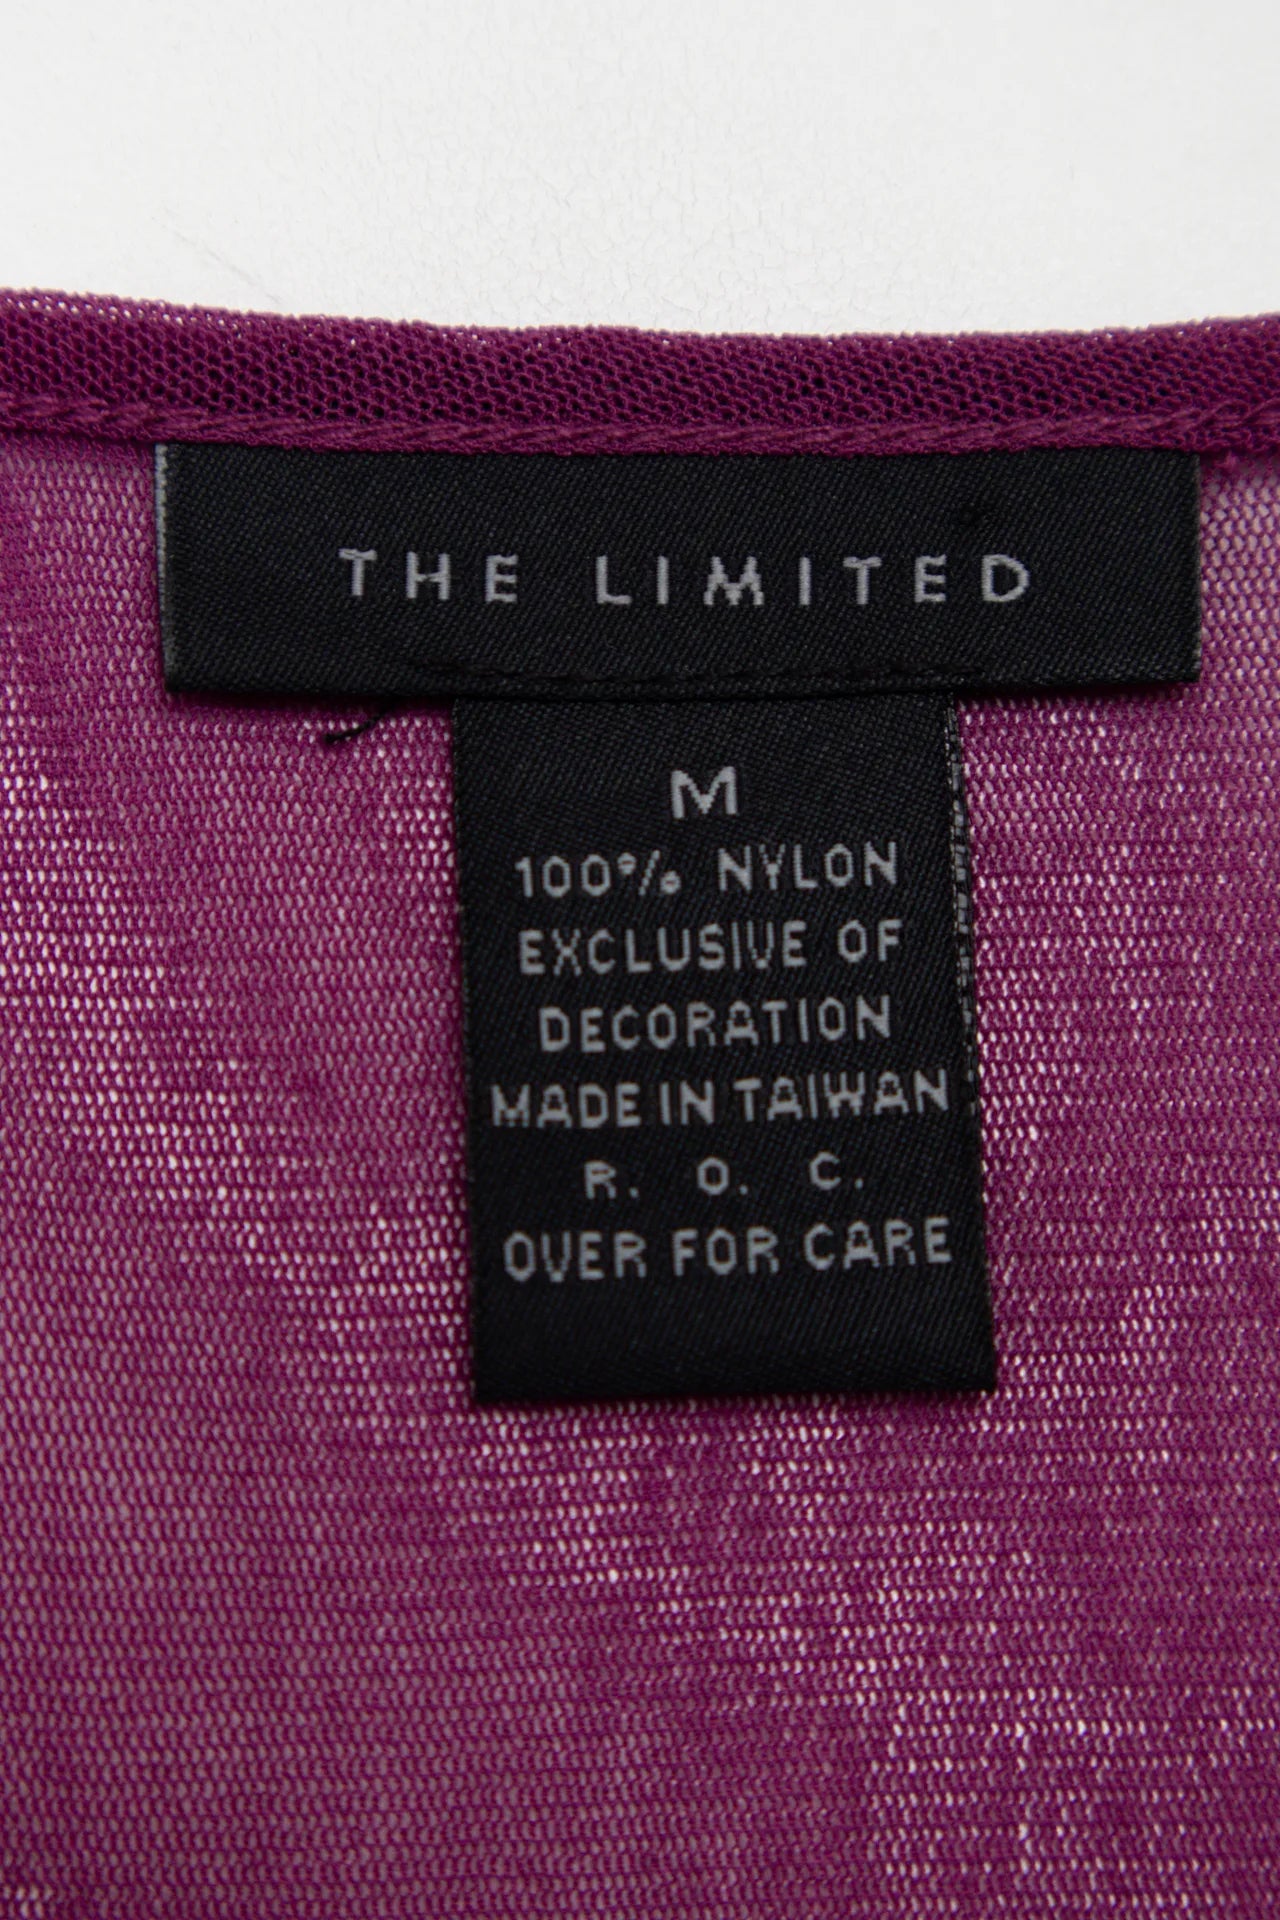 THE LIMITED
M
100% NYLON
EXCLUSIVE OF
DECORATION
MADE IN TAIWAN
R. O. C.
OVER FOR CARE